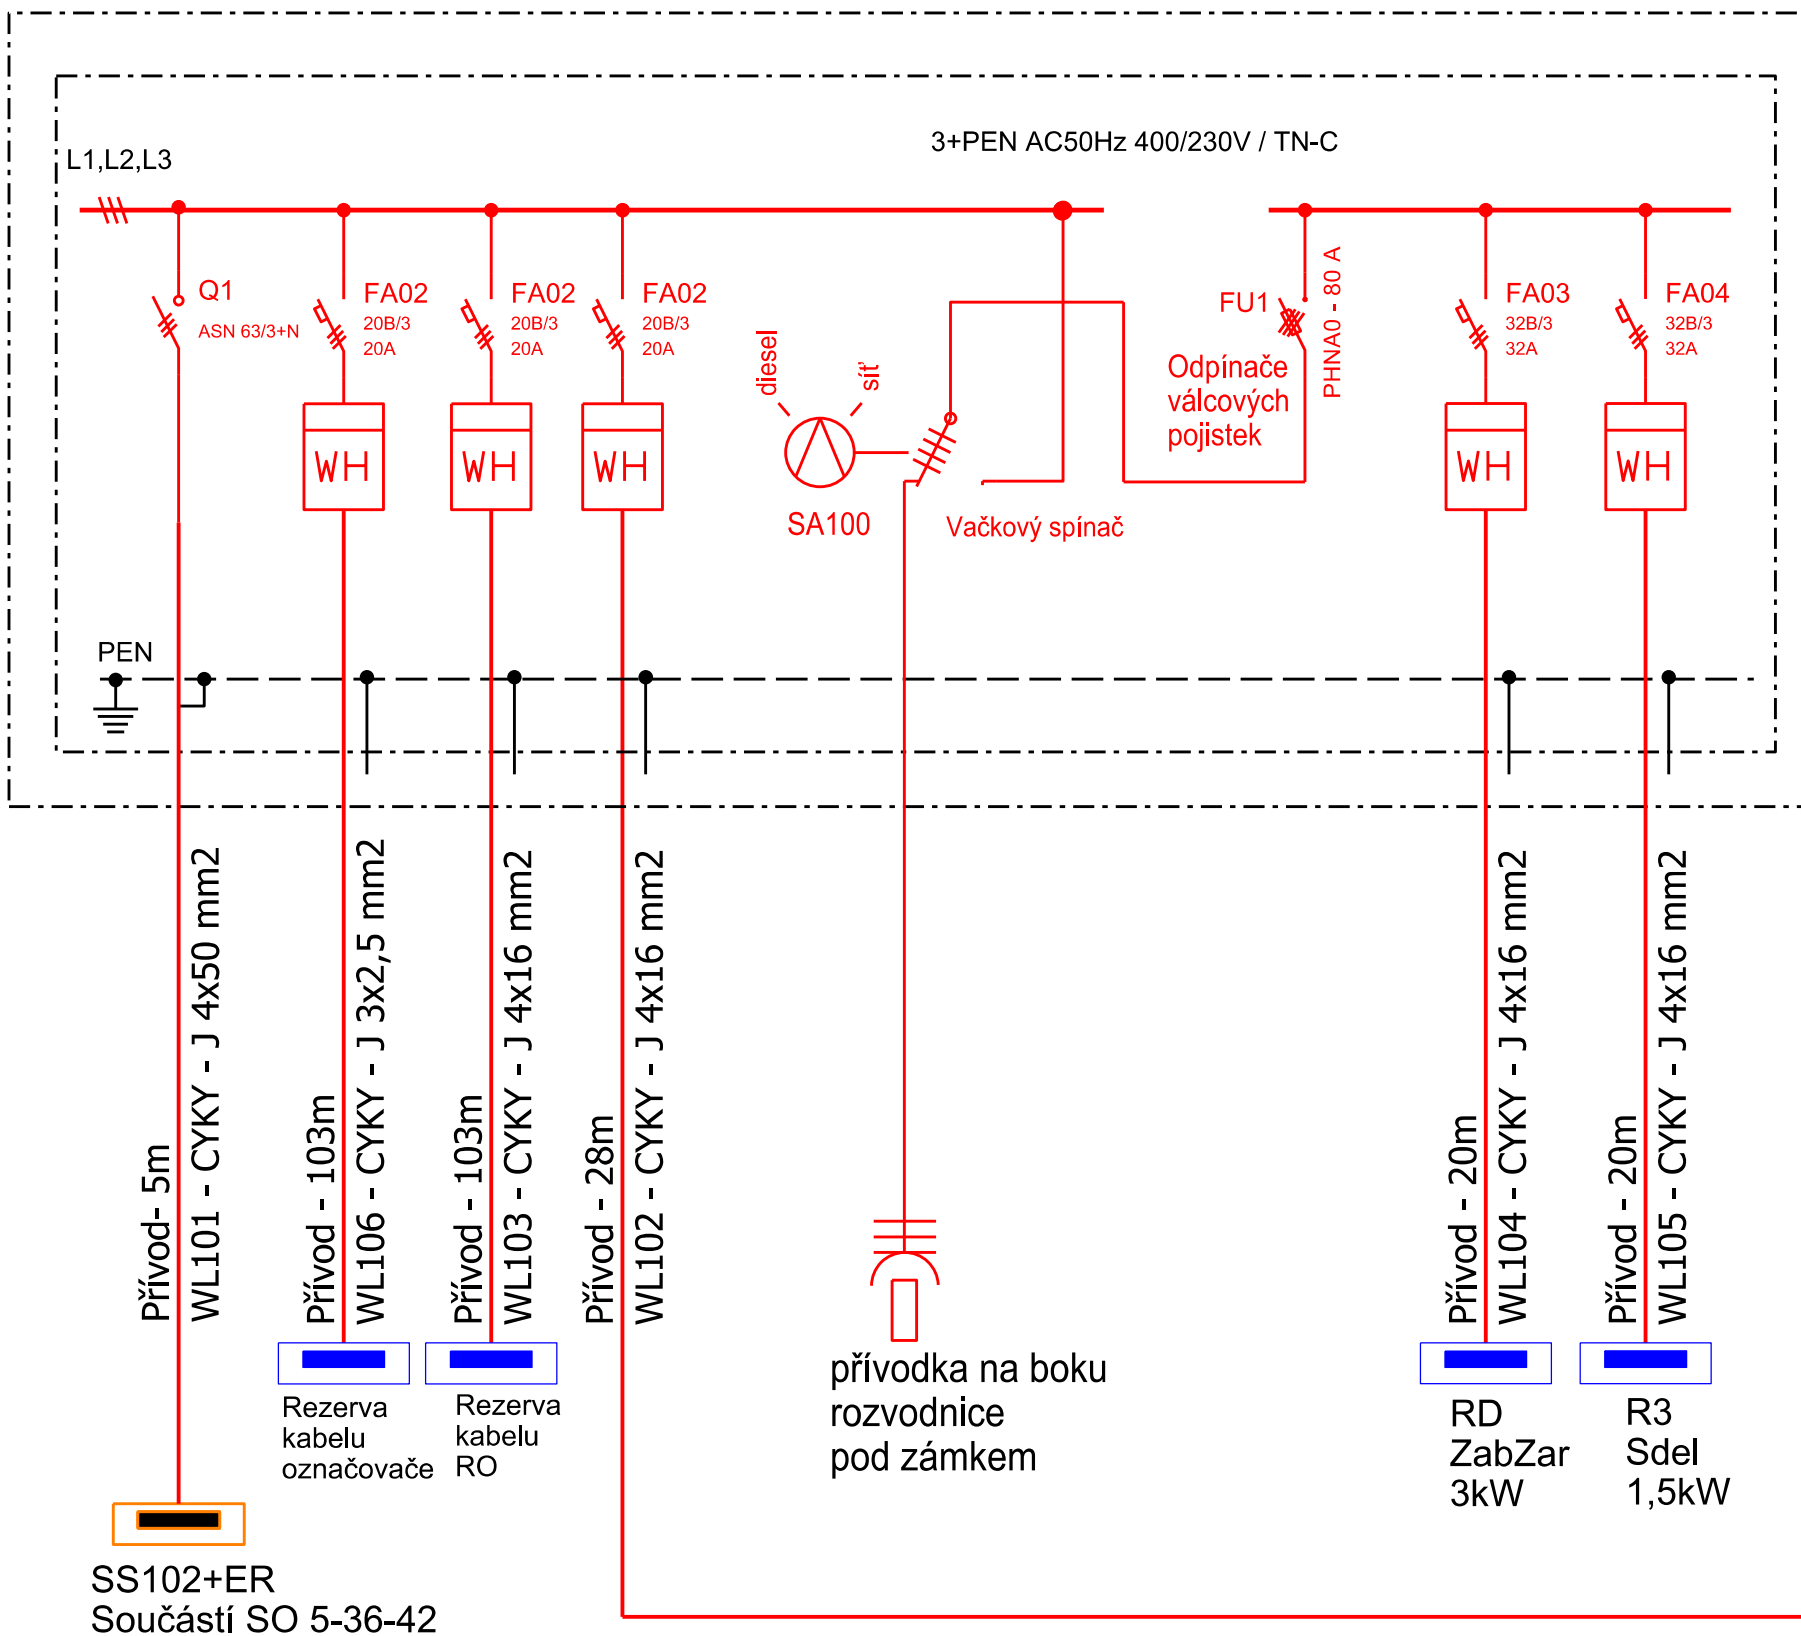 3+PEN AC50Hz 400/230V / TN-C
L1,L2,L3
Q1
ASN 63/3+N
FA02
20B/3
20A
FA02
20B/3
20A
FA02
20B/3
20A
diesel
síť
SA100
Vačkový spínač
FU1
PHNA0 - 80 A
Odpínače
válcových
pojistek
FA03
32B/3
32A
FA04
32B/3
32A
WH
WH
WH
WH
WH
PEN
Přívod- 5m
WL101 - CYKY - J 4x50 mm2
Přívod - 103m
WL106 - CYKY - J 3x2,5 mm2
Přívod - 103m
WL103 - CYKY - J 4x16 mm2
Přívod - 28m
WL102 - CYKY - J 4x16 mm2
Přívod - 20m
WL104 - CYKY - J 4x16 mm2
Přívod - 20m
WL105 - CYKY - J 4x16 mm2
Rezerva
kabelu
označovače
Rezerva
kabelu
RO
přívodka na boku
rozvodnice
pod zámkem
RD
ZabZar
3kW
R3
Sdel
1,5kW
SS102+ER
Součástí SO 5-36-42